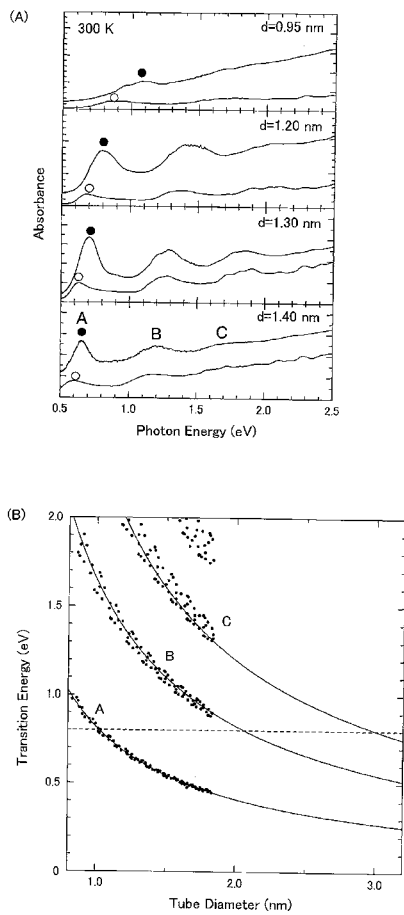 (A)
300 K
d=0.95 nm
d=1.20 nm
d=1.30 nm
A
B
C
d=1.40 nm
Absorbance
0.5 1.0 1.5 2.0 2.5
Photon Energy (eV)
(B)
2.0
1.5
1.0
0.5
0
Transition Energy (eV)
A
B
C
1.0 2.0 3.0
Tube Diameter (nm)